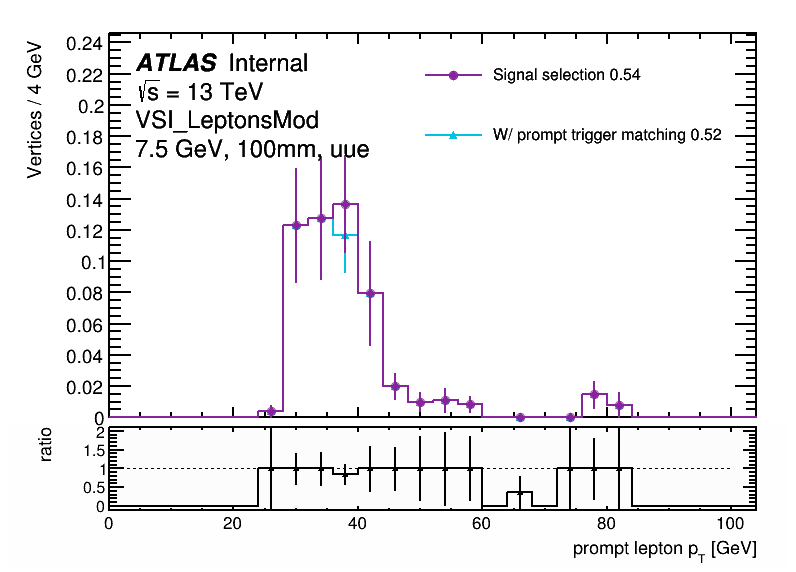 ATLAS Internal
√s = 13 TeV
VSI_LeptonsMod
7.5 GeV, 100mm, uue
Signal selection 0.54
W/ prompt trigger matching 0.52
Vertices / 4 GeV
0.24
0.22
0.2
0.18
0.16
0.14
0.12
0.1
0.08
0.06
0.04
0.02
0
ratio
2
1.5
1
0.5
0
0 20 40 60 80 100
prompt lepton p_T [GeV]